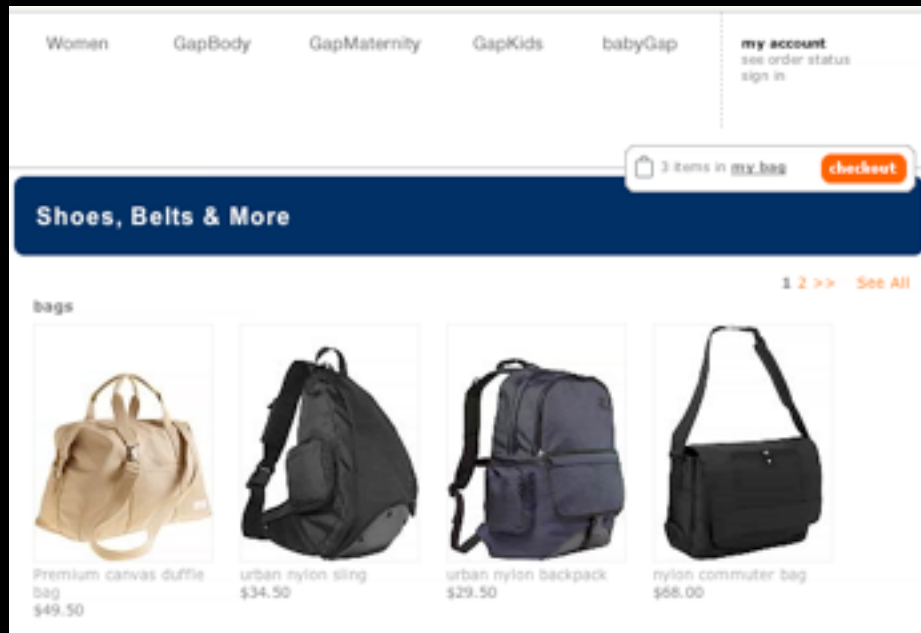 Women GapBody GapMaternity GapKids babyGap
my account
see order status
sign in
3 items in my bag checkout
Shoes, Belts & More
1 2 >> See All
bags
Premium canvas duffle bag
$49.50
urban nylon sling
$34.50
urban nylon backpack
$29.50
nylon commuter bag
$68.00